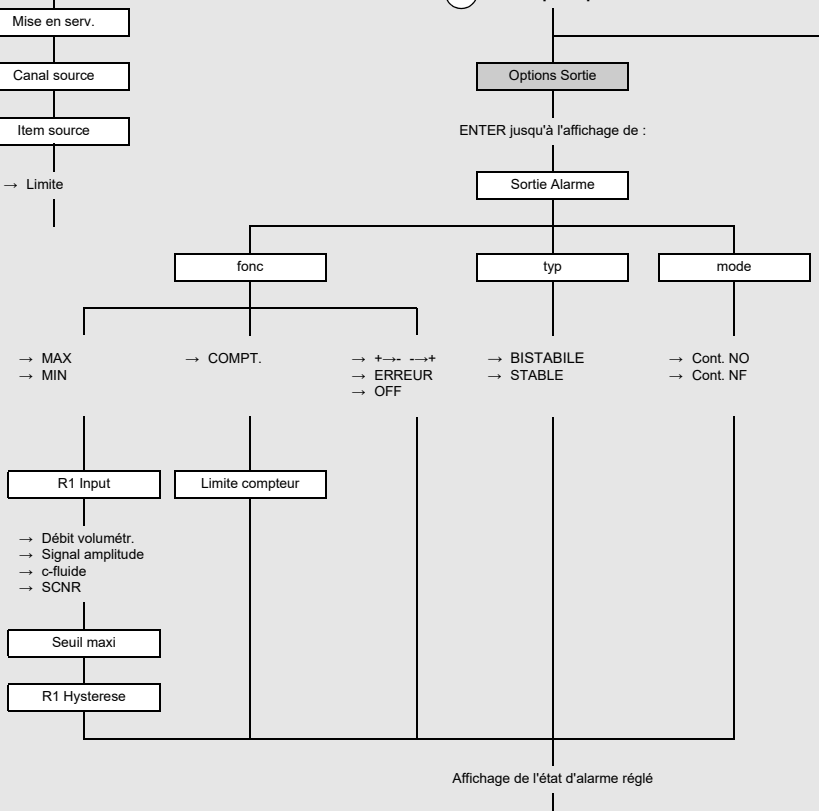 Mise en serv.
Canal source
Item source
→ Limite
Options Sortie
ENTER jusqu'à l'affichage de :
Sortie Alarme
fonc
typ
mode
→ MAX
→ MIN
→ COMPT.
→ +→- -→+
→ ERREUR
→ OFF
→ BISTABILE
→ STABLE
→ Cont. NO
→ Cont. NF
R1 Input
Limite compteur
→ Débit volumétr.
→ Signal amplitude
→ c-fluide
→ SCNR
Seuil maxi
R1 Hysterese
Affichage de l'état d'alarme réglé